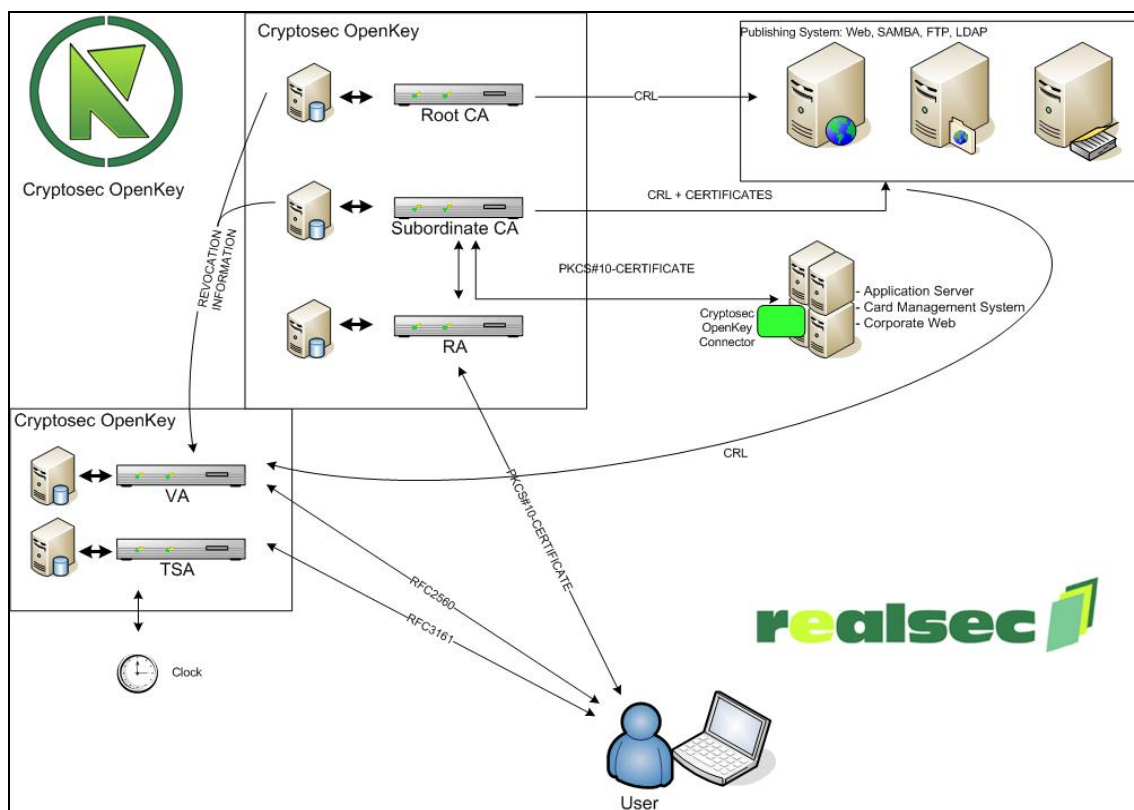 Cryptosec OpenKey
Cryptosec OpenKey
Root CA
Subordinate CA
RA
CRL
CRL + CERTIFICATES
PKCS#10-CERTIFICATE
Publishing System: Web, SAMBA, FTP, LDAP
Cryptosec
OpenKey
Connector
- Application Server
- Card Management System
- Corporate Web
REVOCATION
INFORMATION
Cryptosec OpenKey
VA
TSA
Clock
CRL
PKCS#10-CERTIFICATE
RFC2560
RFC3161
realsec
User